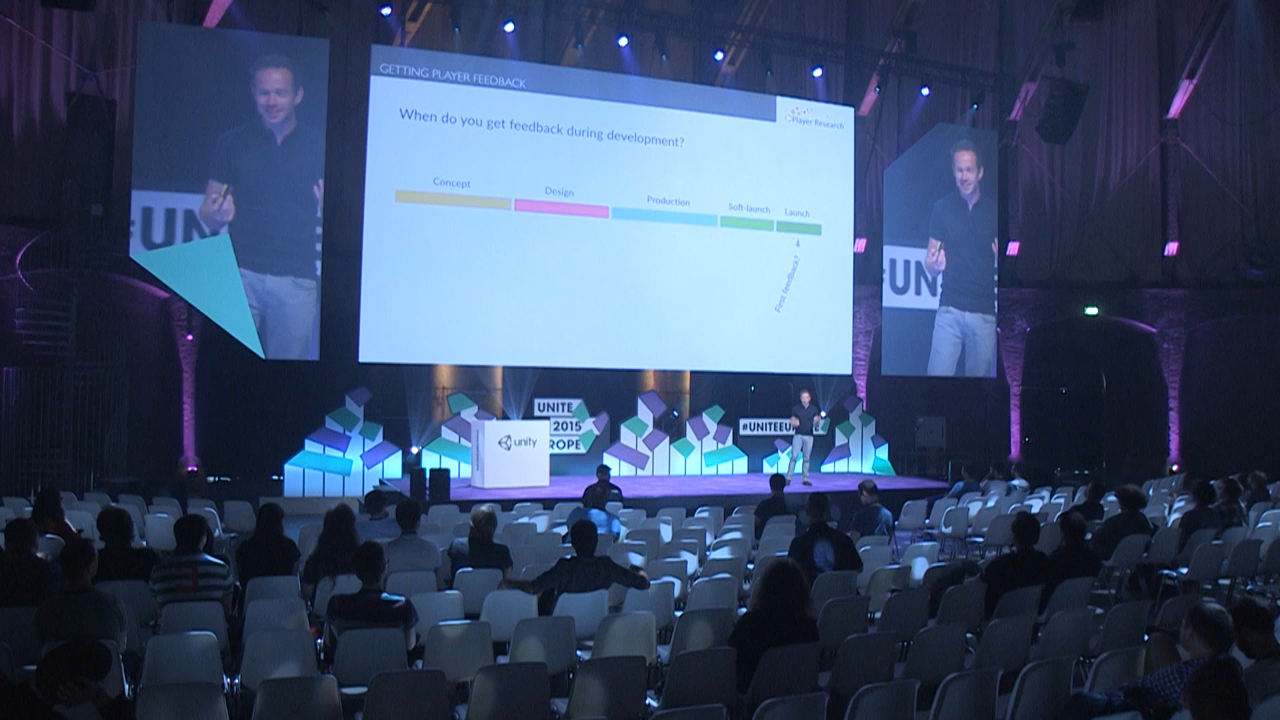 GETTING PLAYER FEEDBACK
Player Research
When do you get feedback during development?
Concept
Design
Production
Soft-launch
Launch
First feedback?
#UN
#UN
UNITE
2015
ROPE
#UNITEEU
unity